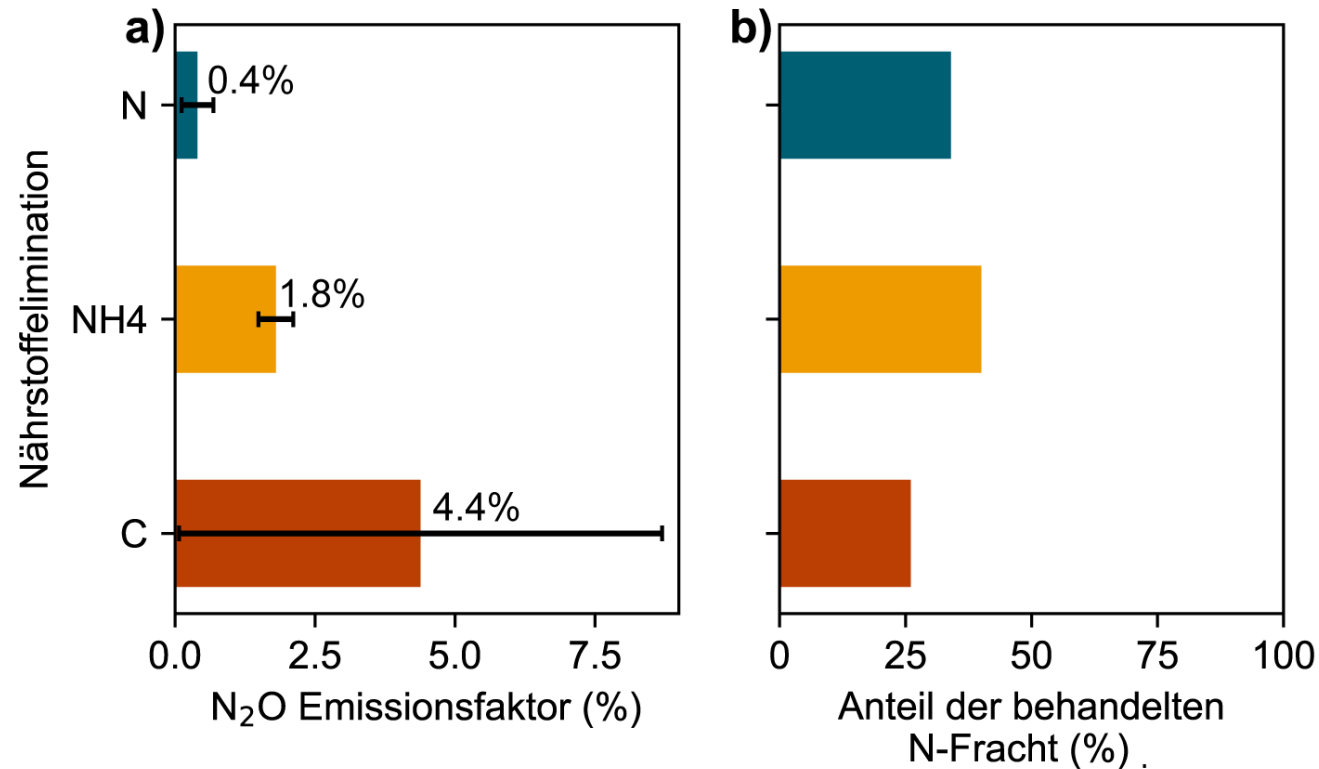 a)
Nährstoffelimination
N
0.4%
NH4
1.8%
C
4.4%
0.0 2.5 5.0 7.5
N₂O Emissionsfaktor (%)
b)
0 25 50 75 100
Anteil der behandelten
N-Fracht (%)